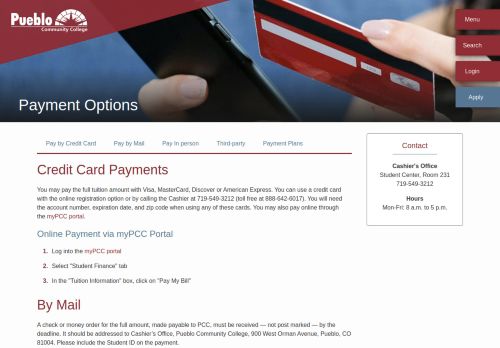 Pueblo
Community College
Menu
Search
Login
Apply
Payment Options
Pay by Credit Card
Pay by Mail
Pay In person
Third-party
Payment Plans
Credit Card Payments
You may pay the full tuition amount with Visa, MasterCard, Discover or American Express. You can use a credit card
with the online registration option or by calling the Cashier at 719-549-3212 (toll free at 888-642-6017). You will need
the account number, expiration date, and zip code when using any of these cards. You may also pay online through
the myPCC portal.
Online Payment via myPCC Portal
1. Log into the myPCC portal
2. Select "Student Finance" tab
3. In the "Tuition Information" box, click on "Pay My Bill"
By Mail
A check or money order for the full amount, made payable to PCC, must be received — not post marked — by the
deadline. It should be addressed to Cashier's Office, Pueblo Community College, 900 West Orman Avenue, Pueblo, CO
81004. Please include the Student ID on the payment.
Contact
Cashier's Office
Student Center, Room 231
719-549-3212
Hours
Mon-Fri: 8 a.m. to 5 p.m.